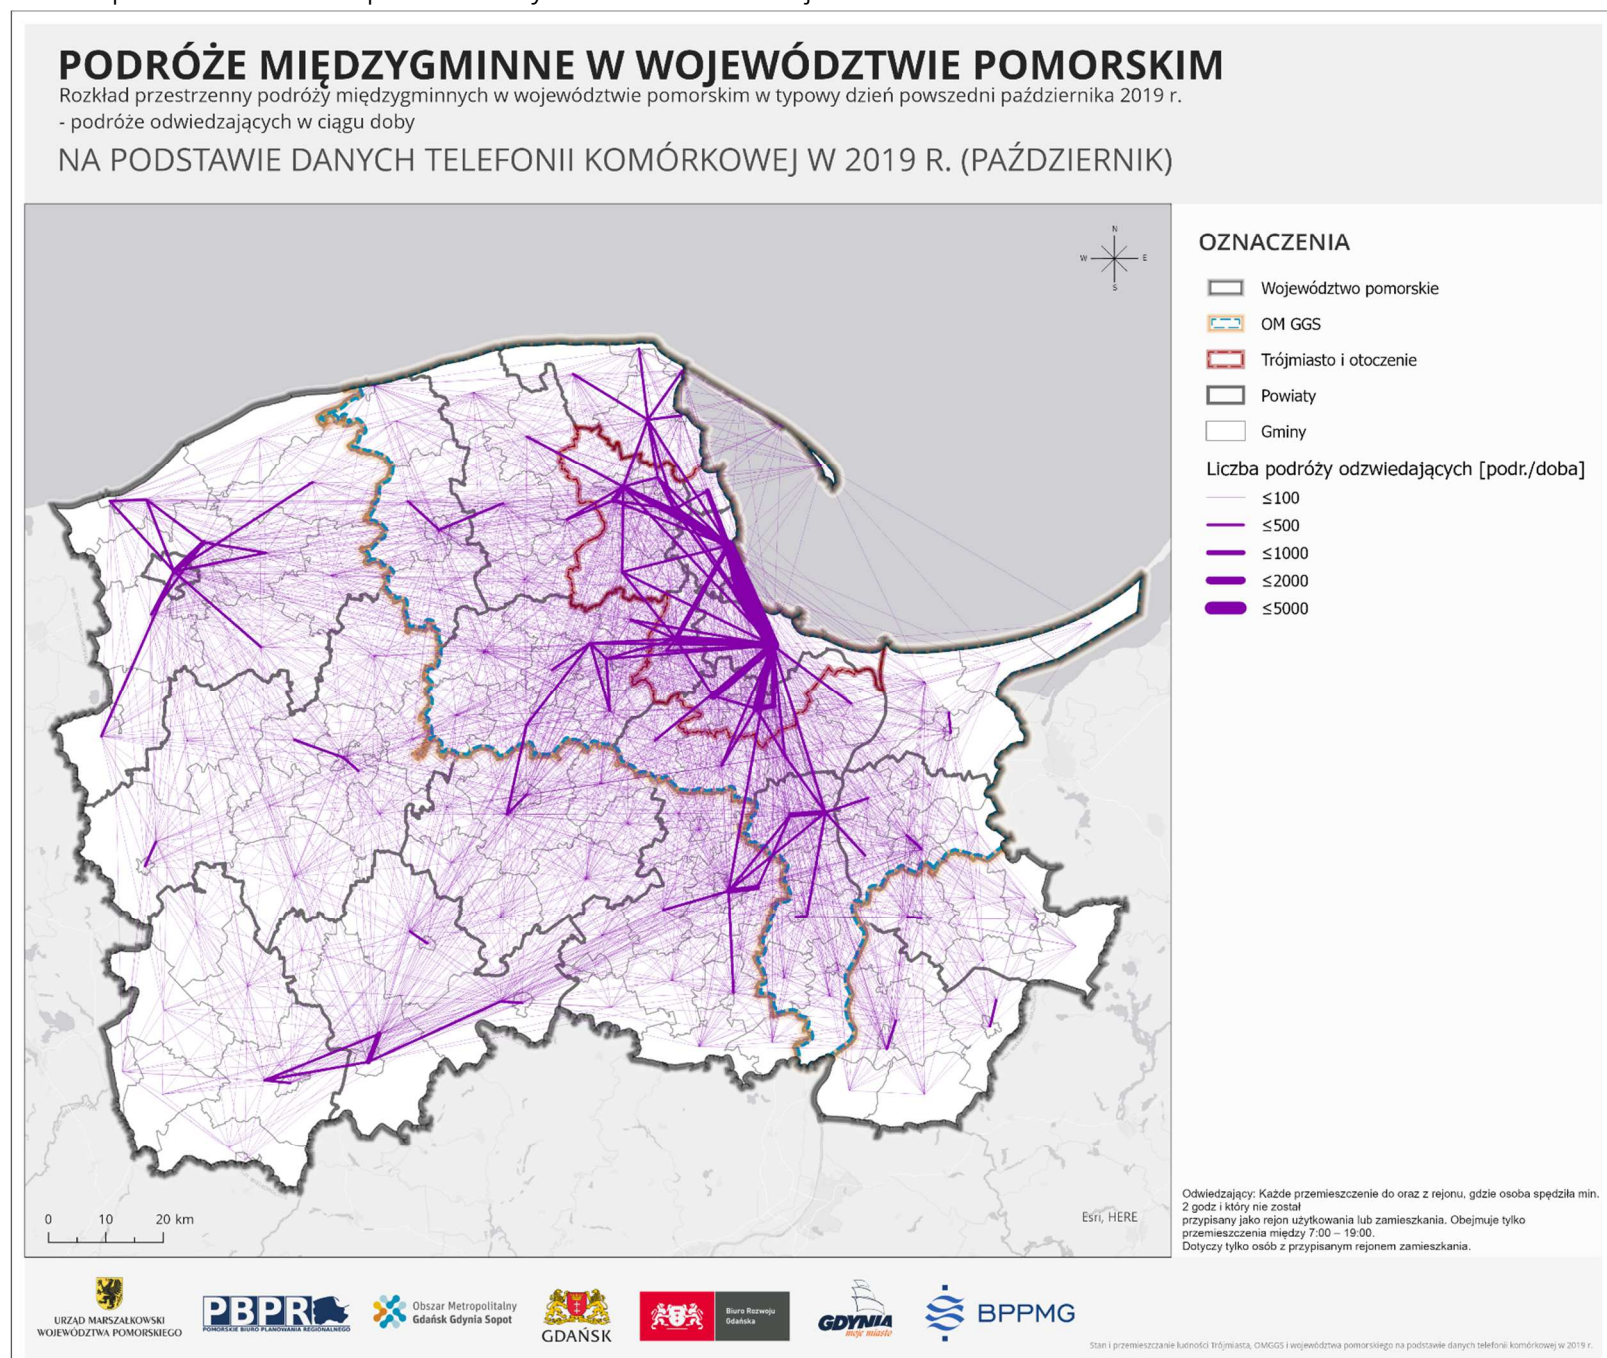 PODRÓŻE MIĘDZYGMINNE W WOJEWÓDZTWIE POMORSKIM
Rozkład przestrzenny podróży międzygminnych w województwie pomorskim w typowy dzień powszedni października 2019 r.
- podróże odwiedzających w ciągu doby
NA PODSTAWIE DANYCH TELEFONII KOMÓRKOWEJ W 2019 R. (PAŹDZIERNIK)
N
W
E
S
OZNACZENIA
Województwo pomorskie
OM GGS
Trójmiasto i otoczenie
Powiaty
Gminy
Liczba podróży odzwiedających [podr./doba]
≤100
≤500
≤1000
≤2000
≤5000
Odwiedzający: Każde przemieszczenie do oraz z rejonu, gdzie osoba spędziła min.
2 godz i który nie został
przypisany jako rejon użytkowania lub zamieszkania. Obejmuje tylko
przemieszczenia między 7:00 – 19:00.
Dotyczy tylko osób z przypisanym rejonem zamieszkania.
0 10 20 km
Esri, HERE
URZĄD MARSZAŁKOWSKI
WOJEWÓDZTWA POMORSKIEGO
PBPR
POMORSKIE BIURO PLANOWANIA REGIONALNEGO
Obszar Metropolitalny
Gdańsk Gdynia Sopot
GDAŃSK
Biuro Rozwoju
Gdańska
GDYNIA
moje miasto
BPPMG
Stan i przemieszczanie ludności Trójmiasta, OMGGS i województwa pomorskiego na podstawie danych telefonii komórkowej w 2019 r.